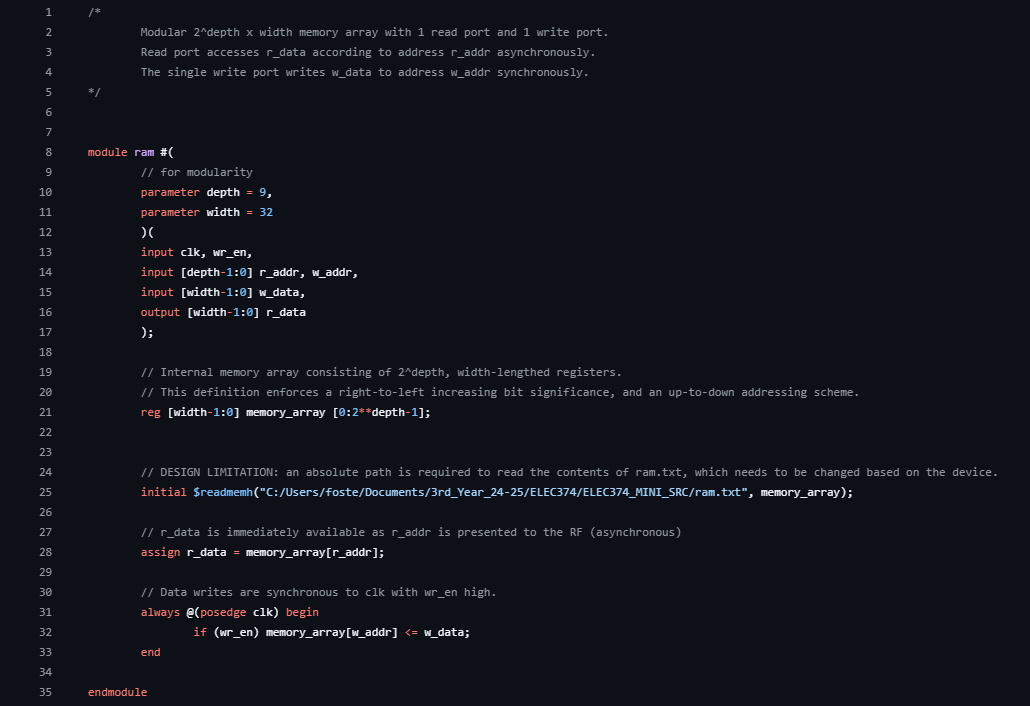 1 /*
2 Modular 2^depth x width memory array with 1 read port and 1 write port.
3 Read port accesses r_data according to address r_addr asynchronously.
4 The single write port writes w_data to address w_addr synchronously.
5 */
6
7
8 module ram #(
9 // for modularity
10 parameter depth = 9,
11 parameter width = 32
12 )(
13 input clk, wr_en,
14 input [depth-1:0] r_addr, w_addr,
15 input [width-1:0] w_data,
16 output [width-1:0] r_data
17 );
18
19 // Internal memory array consisting of 2^depth, width-lengthed registers.
20 // This definition enforces a right-to-left increasing bit significance, and an up-to-down addressing scheme.
21 reg [width-1:0] memory_array [0:2**depth-1];
22
23
24 // DESIGN LIMITATION: an absolute path is required to read the contents of ram.txt, which needs to be changed based on the device.
25 initial $readmemh("C:/Users/foste/Documents/3rd_Year_24-25/ELEC374/ELEC374_MINI_SRC/ram.txt", memory_array);
26
27 // r_data is immediately available as r_addr is presented to the RF (asynchronous)
28 assign r_data = memory_array[r_addr];
29
30 // Data writes are synchronous to clk with wr_en high.
31 always @(posedge clk) begin
32 if (wr_en) memory_array[w_addr] <= w_data;
33 end
34
35 endmodule